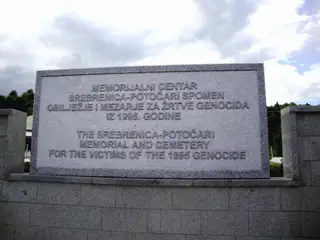 MEMORIJALNI CENTAR
SREBRENICA-POTOČARI SPOMEN
OBILJEŽJE I MEZARJE ZA ŽRTVE GENOCIDA
IZ 1995. GODINE
THE SREBRENICA-POTOČARI
MEMORIAL AND CEMETERY
FOR THE VICTIMS OF THE 1995 GENOCIDE